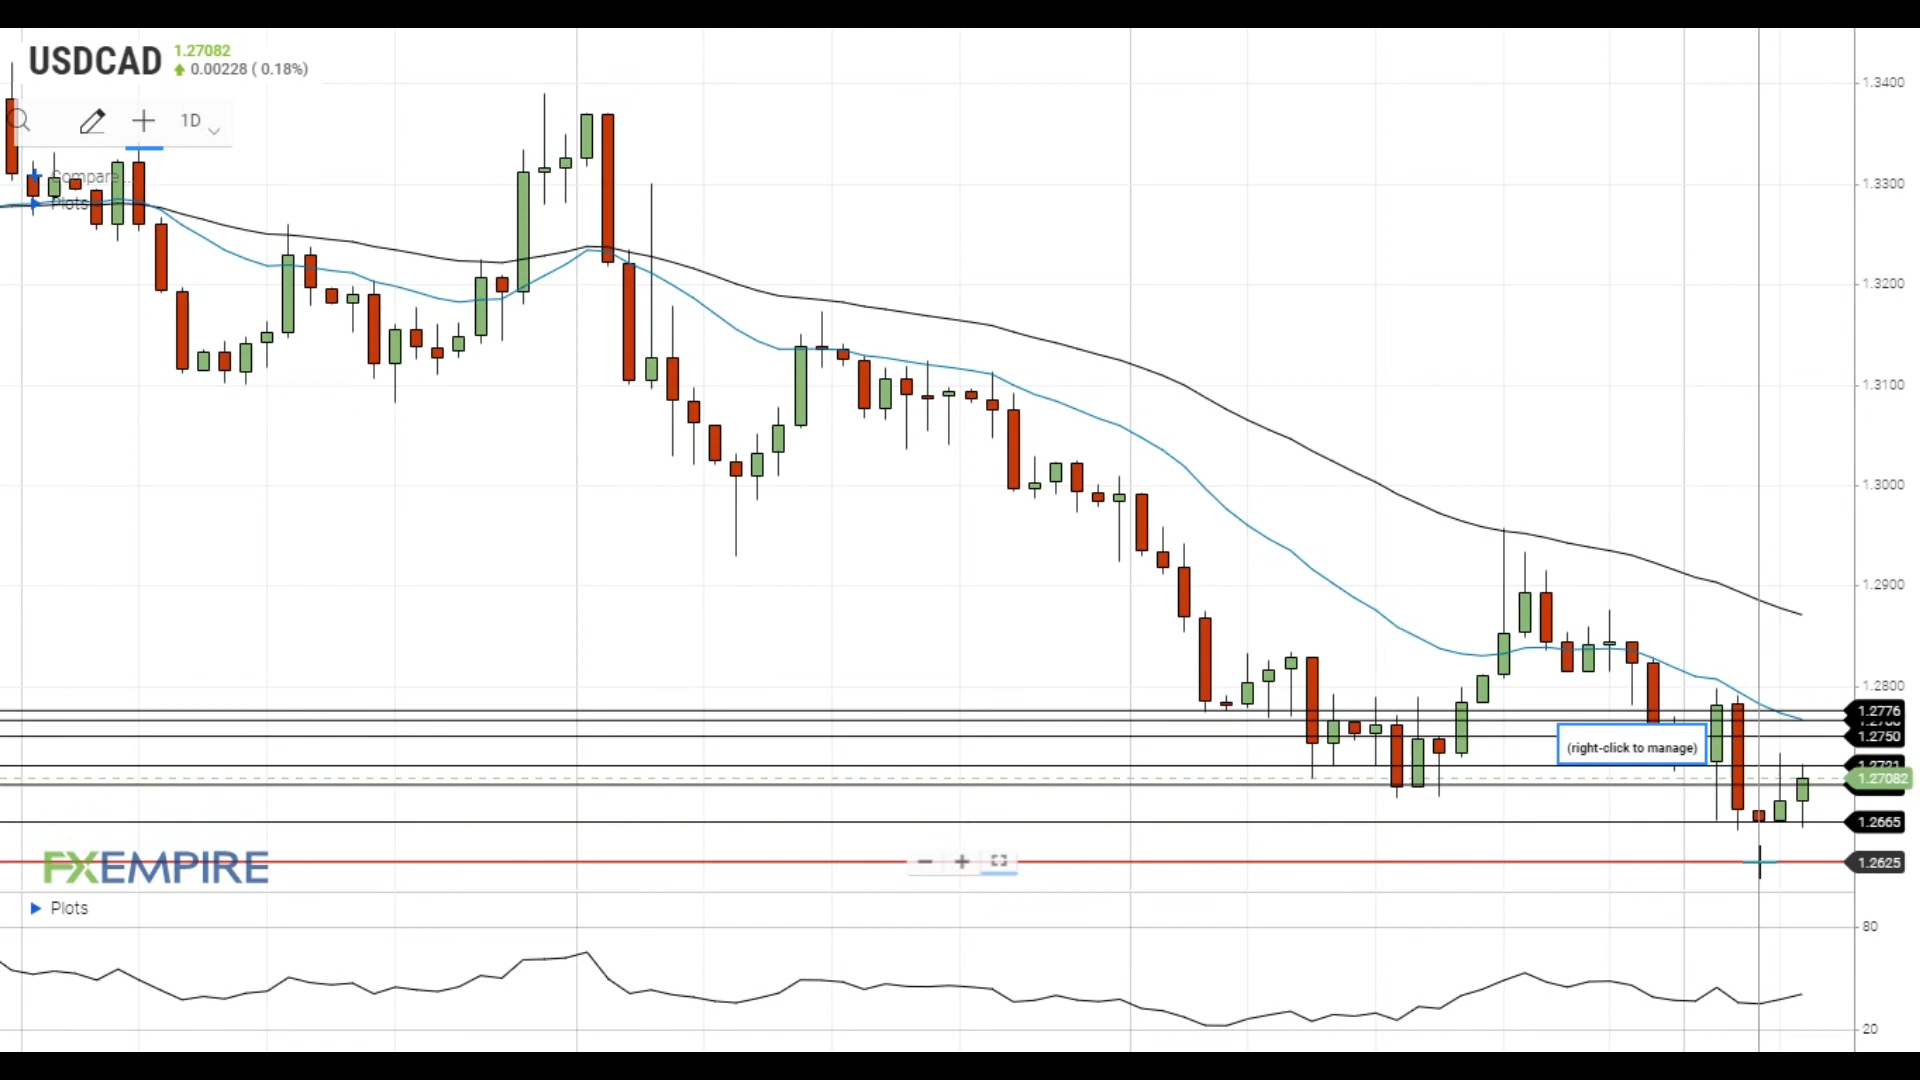 USDCAD
1.27082
0.00228 ( 0.18%)
1D
Compare...
Plots
1.3400
1.3300
1.3200
1.3100
1.3000
1.2900
1.2800
1.2776
1.2750
(right-click to manage)
1.2721
1.27082
1.2665
1.2625
FXEMPIRE
Plots
80
20